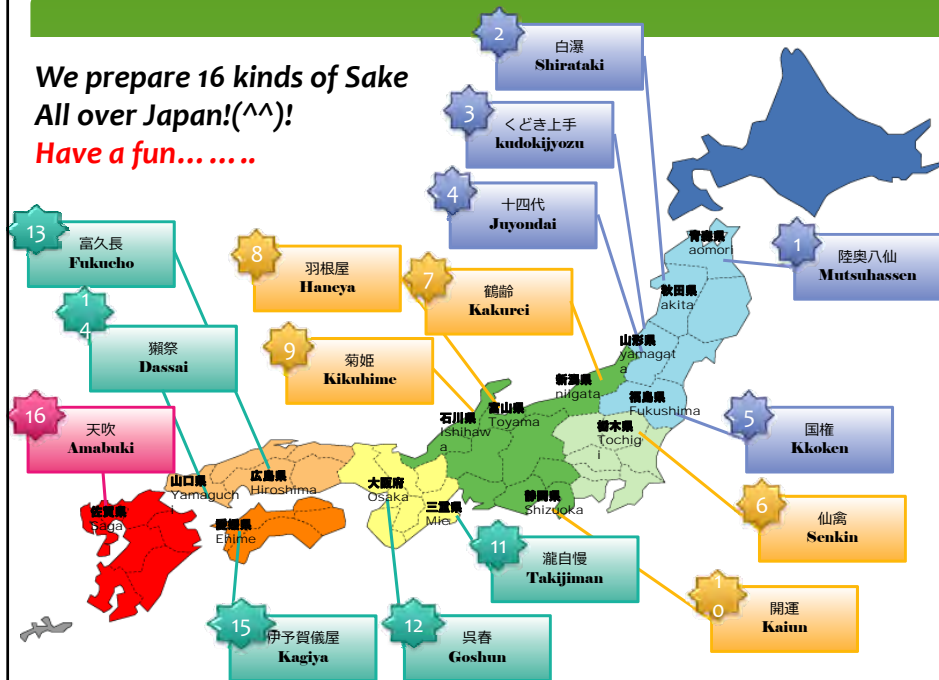 We prepare 16 kinds of Sake
All over Japan!(^^)!
Have a fun........
1
陸奥八仙
Mutsuhassen
2
白瀑
Shirataki
3
くどき上手
kudokijyozu
4
十四代
Juyondai
5
国権
Kkoken
6
仙禽
Senkin
7
鶴齢
Kakurei
8
羽根屋
Haneya
9
菊姫
Kikuhime
10
開運
Kaiun
11
瀧自慢
Takijiman
12
呉春
Goshun
13
富久長
Fukucho
14
獺祭
Dassai
15
伊予賀儀屋
Kagiya
16
天吹
Amabuki
青森県
aomori
秋田県
akita
山形県
yamagat
a
新潟県
niigata
福島県
Fukushima
栃木県
Tochig
i
富山県
Toyama
石川県
Ishihaw
a
静岡県
Shizuoka
三重県
Mie
大阪府
Osaka
広島県
Hiroshima
山口県
Yamaguch
i
愛媛県
Ehime
佐賀県
Saga